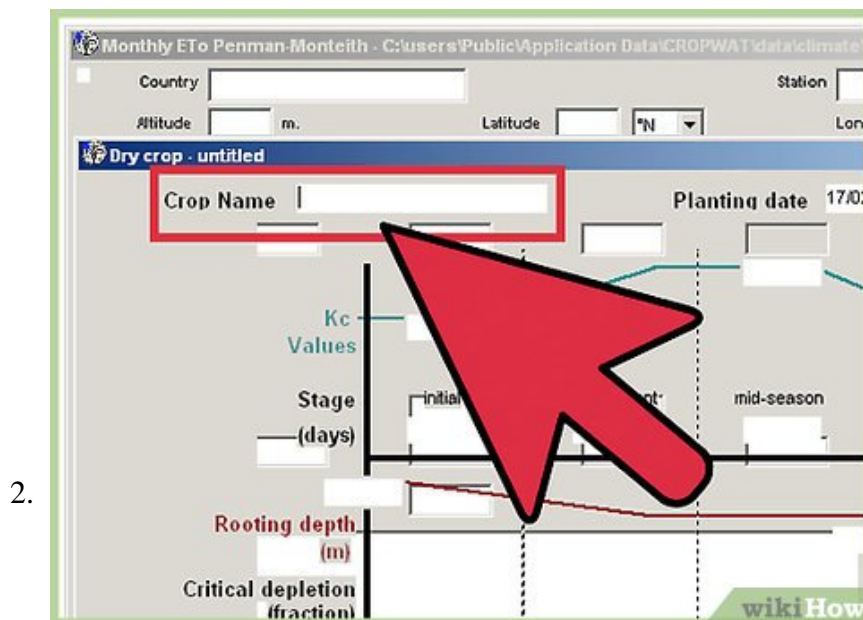 Monthly ETo Penman-Monteith - C:\users\Public\Application Data\CROPWAT\data\climate
Country Station
Altitude m. Latitude °N
Dry crop - untitled
Crop Name Planting date
Kc
Values
Stage initial mid-season
(days)
2.
Rooting depth
(m)
Critical depletion
(fraction)
wikiHow